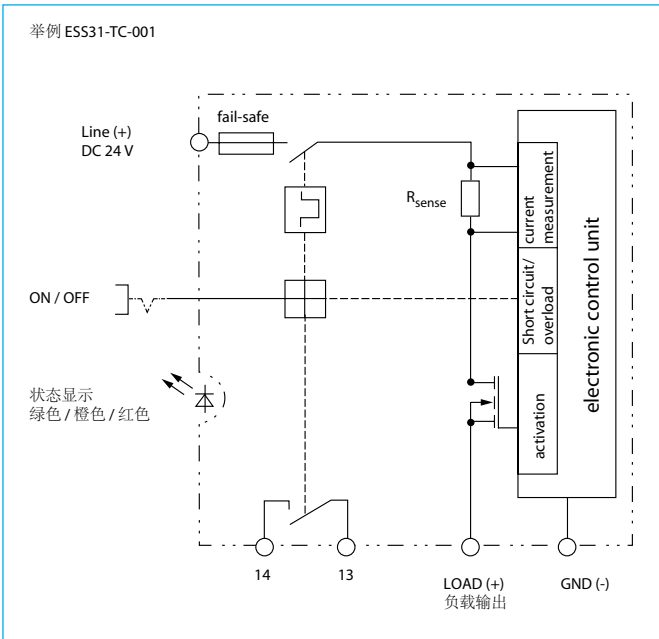 举例 ESS31-TC-001
fail-safe
Line (+)
DC 24 V
Rsense
current
measurement
ON / OFF
Short circuit/
overload
electronic control unit
状态显示
绿色 / 橙色 / 红色
activation
14
13
LOAD (+)
负载输出
GND (-)